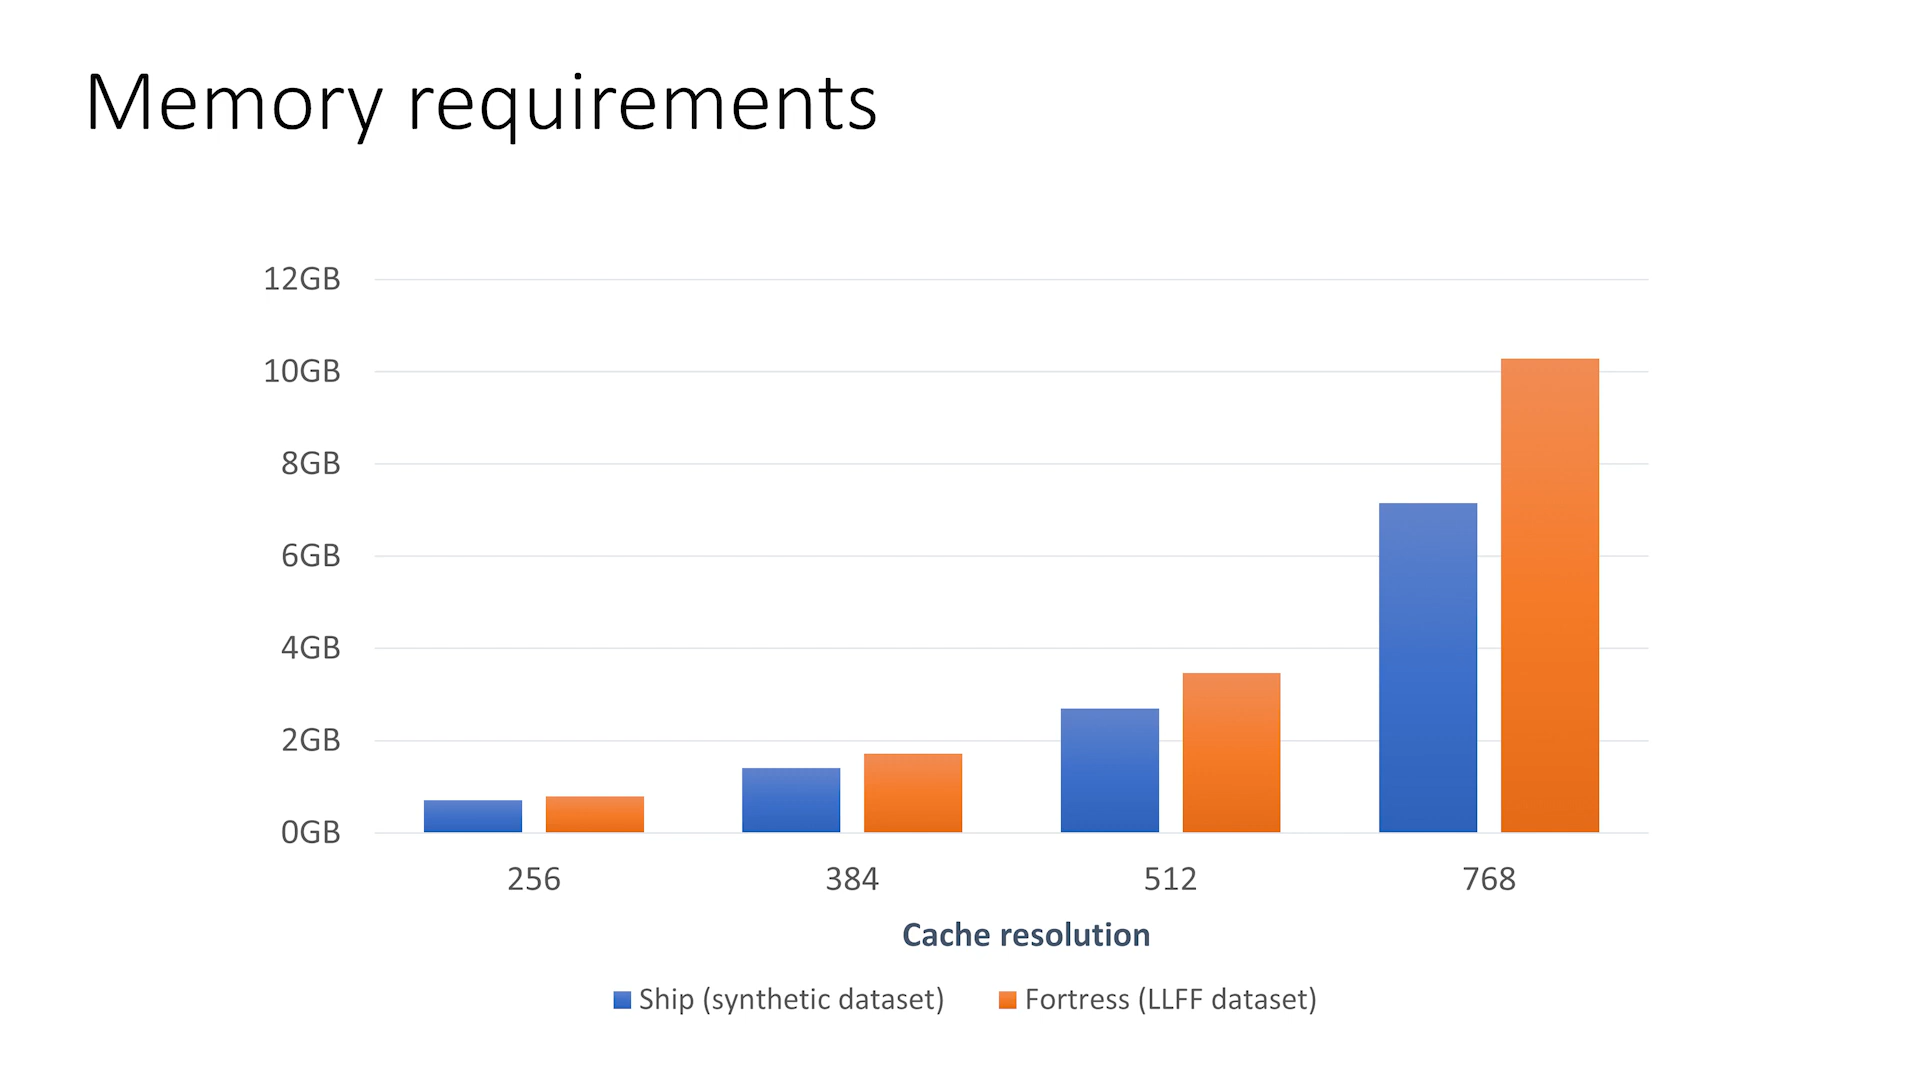 Memory requirements
12GB
10GB
8GB
6GB
4GB
2GB
0GB
256 384 512 768
Cache resolution
Ship (synthetic dataset) Fortress (LLFF dataset)